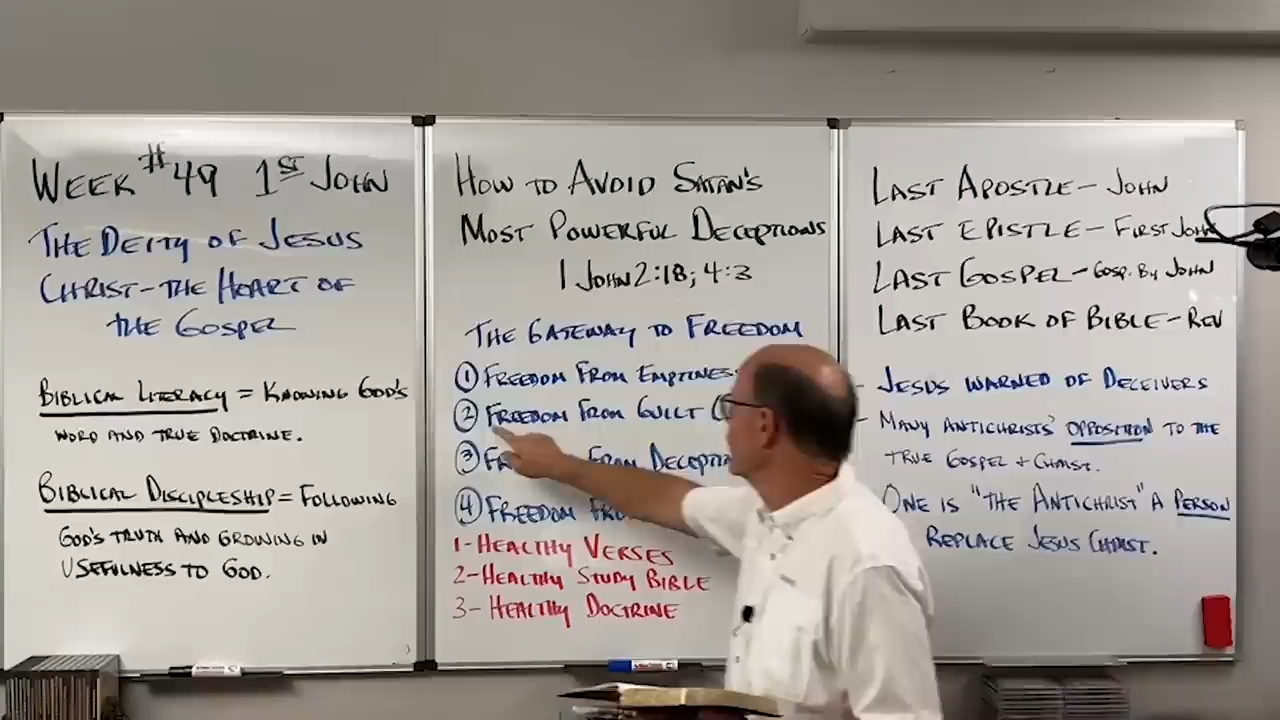 WEEK #49 1ST JOHN
THE DEITY OF JESUS
CHRIST-THE HEART OF
THE GOSPEL
BIBLICAL LITERACY = KNOWING GOD'S
WORD AND TRUE DOCTRINE.
BIBLICAL DISCIPLESHIP = FOLLOWING
GOD'S TRUTH AND GROWING IN
USEFULNESS TO GOD.
HOW TO AVOID SATAN'S
MOST POWERFUL DECEPTIONS
1 JOHN 2:18; 4:3
THE GATEWAY TO FREEDOM
1 FREEDOM FROM EMPTINESS
2 FREEDOM FROM GUILT
3 FROM
4 FREEDOM
1-HEALTHY VERSES
2-HEALTHY STUDY BIBLE
3-HEALTHY DOCTRINE
LAST APOSTLE- JOHN
LAST EPISTLE- FIRST JOHN
LAST GOSPEL-GOSP. BY JOHN
LAST BOOK OF BIBLE-REV
- JESUS WARNED OF DECEIVERS
- MANY ANTICHRISTS' OPPOSITION TO THE
TRUE GOSPEL + CHRIST.
ONE IS "THE ANTICHRIST" A PERSON
REPLACE JESUS CHRIST.